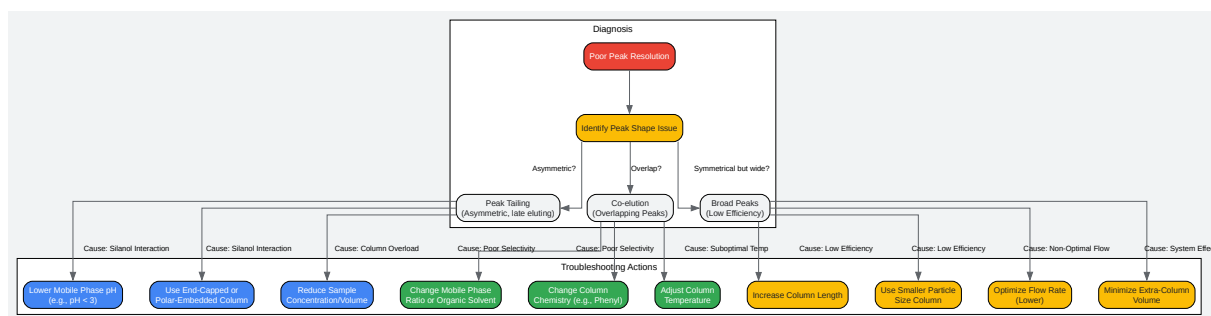 Diagnosis
Poor Peak Resolution
Identify Peak Shape Issue
Asymmetric?
Overlap?
Symmetrical but wide?
Peak Tailing
(Asymmetric, late eluting)
Co-elution
(Overlapping Peaks)
Broad Peaks
(Low Efficiency)
Cause: Silanol Interaction
Cause: Silanol Interaction
Cause: Column Overload
Cause: Poor Selectivity
Cause: Poor Selectivity
Cause: Suboptimal Temp
Cause: Low Efficiency
Cause: Low Efficiency
Cause: Non-Optimal Flow
Cause: System Effe
Troubleshooting Actions
Lower Mobile Phase pH
(e.g., pH < 3)
Use End-Capped or
Polar-Embedded Column
Reduce Sample
Concentration/Volume
Change Mobile Phase
Ratio or Organic Solvent
Change Column
Chemistry (e.g., Phenyl)
Adjust Column
Temperature
Increase Column Length
Use Smaller Particle
Size Column
Optimize Flow Rate
(Lower)
Minimize Extra-Column
Volume